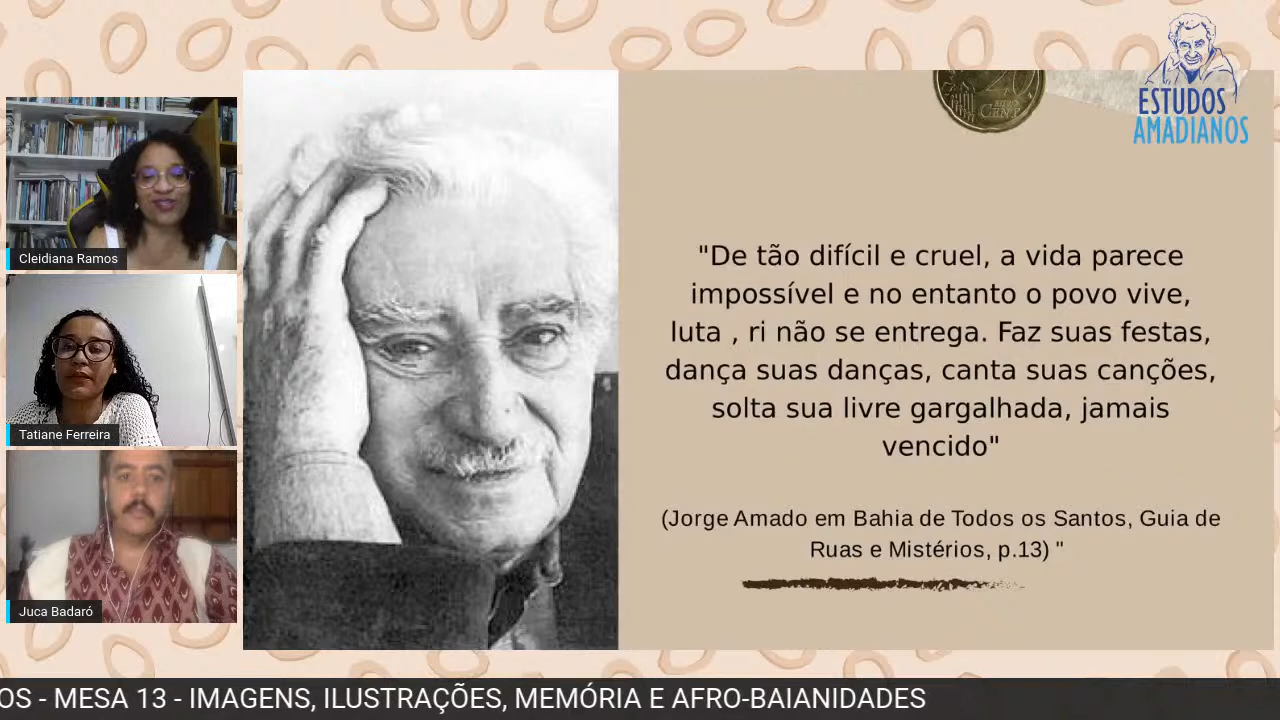 20
CENT
ESTUDOS
AMADIANOS
Cleidiana Ramos
Tatiane Ferreira
Juca Badaró
"De tão difícil e cruel, a vida parece
impossível e no entanto o povo vive,
luta , ri não se entrega. Faz suas festas,
dança suas danças, canta suas canções,
solta sua livre gargalhada, jamais
vencido"
(Jorge Amado em Bahia de Todos os Santos, Guia de
Ruas e Mistérios, p.13) "
OS - MESA 13 - IMAGENS, ILUSTRAÇÕES, MEMÓRIA E AFRO-BAIANIDADES